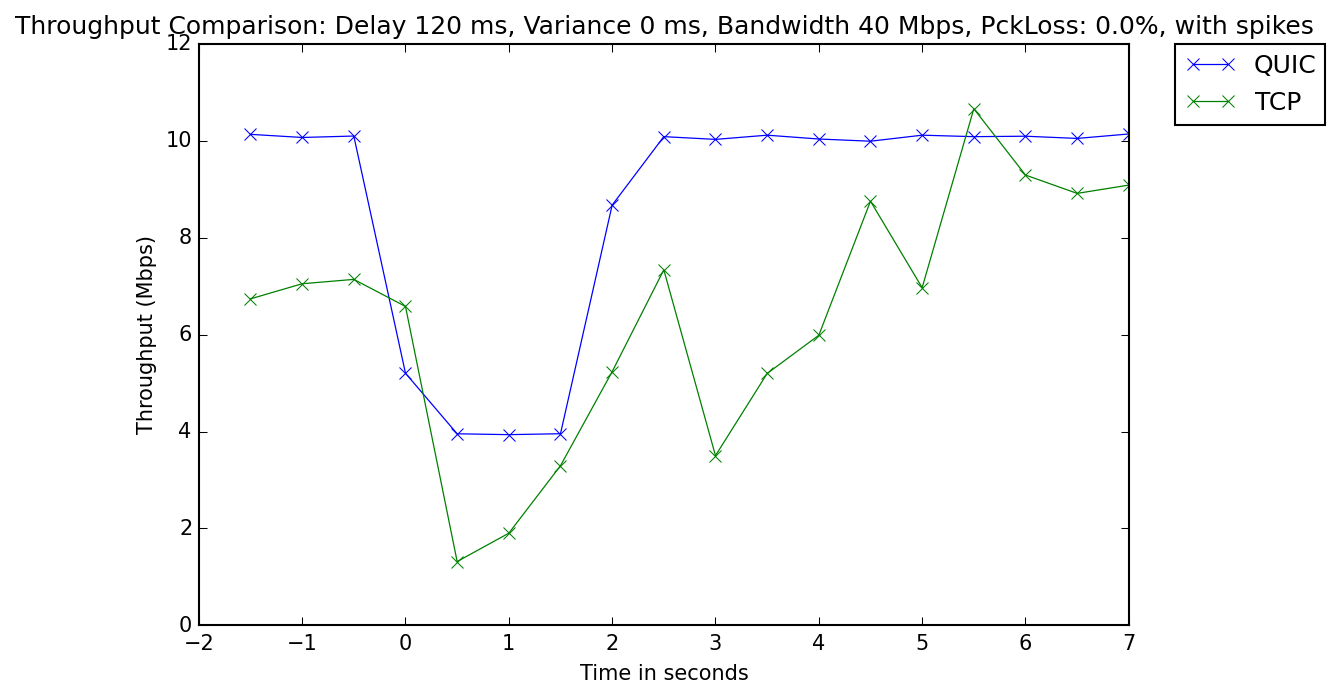 Throughput Comparison: Delay 120 ms, Variance 0 ms, Bandwidth 40 Mbps, PckLoss: 0.0%, with spikes
QUIC
TCP
12
10
8
6
4
2
0
Throughput (Mbps)
−2 −1 0 1 2 3 4 5 6 7
Time in seconds